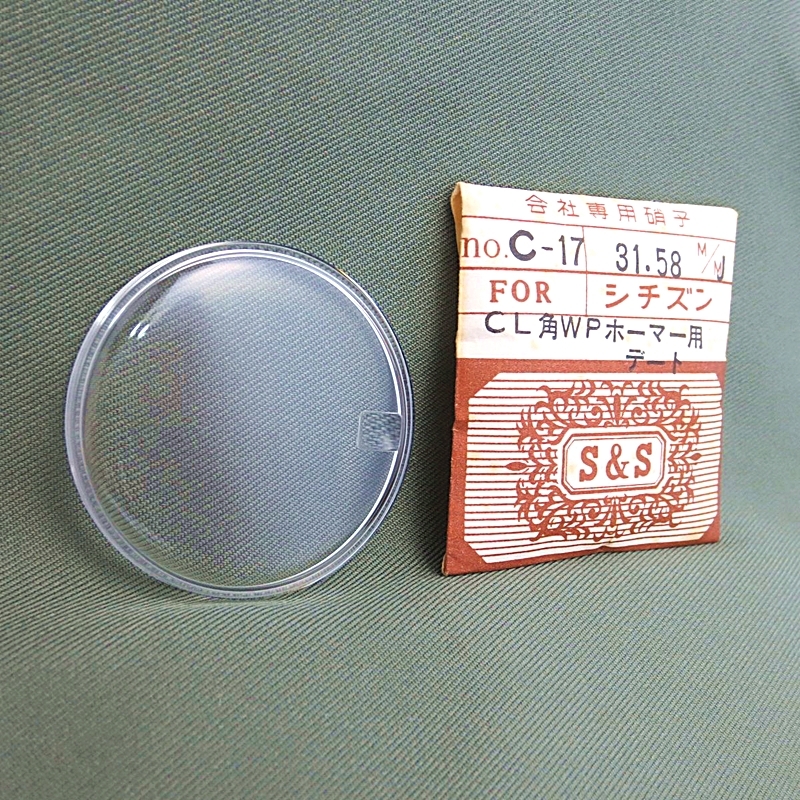 会社専用硝子
no. C-17 31.58 M/M
FOR シチズン
CL角WPホーマー用
デート
S&S